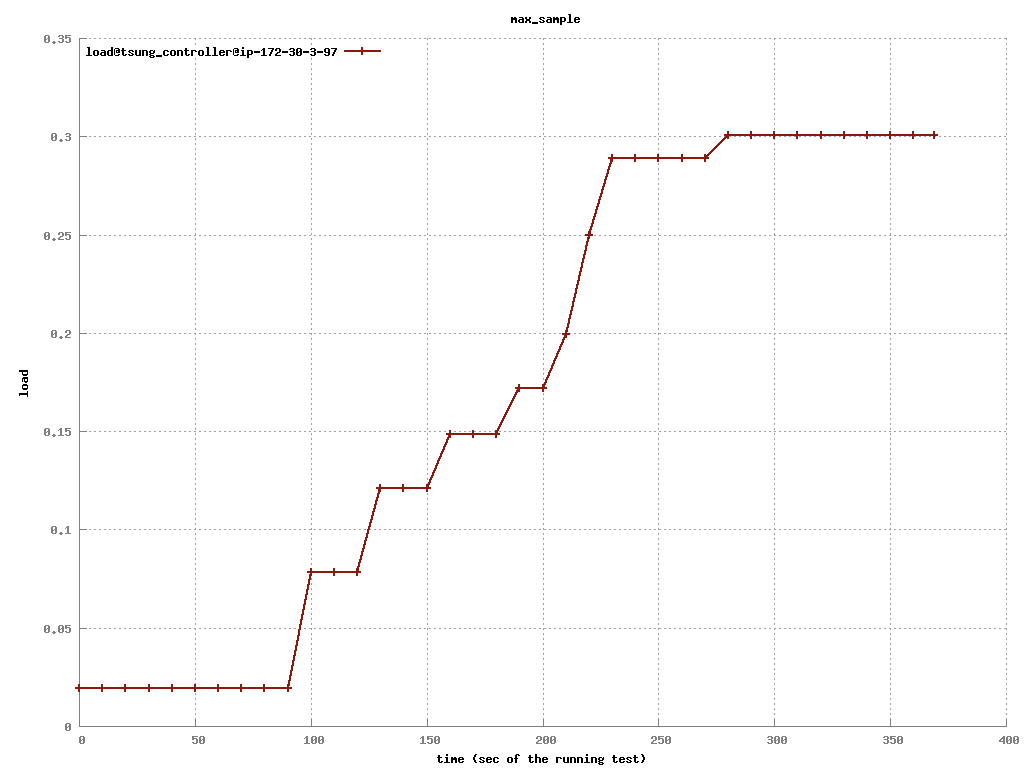 max_sample
load@tsung_controller@ip-172-30-3-97
0.35
0.3
0.25
0.2
0.15
0.1
0.05
0
load
0 50 100 150 200 250 300 350 400
time (sec of the running test)